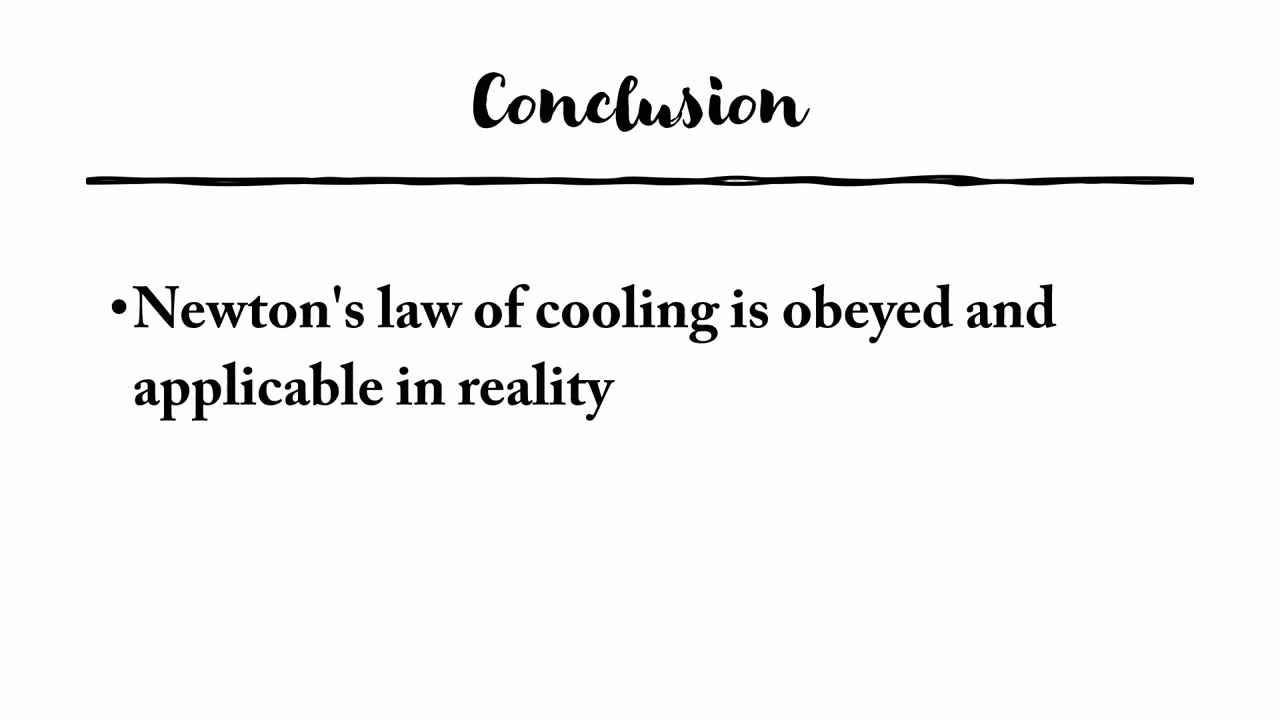 Conclusion
•Newton's law of cooling is obeyed and
applicable in reality